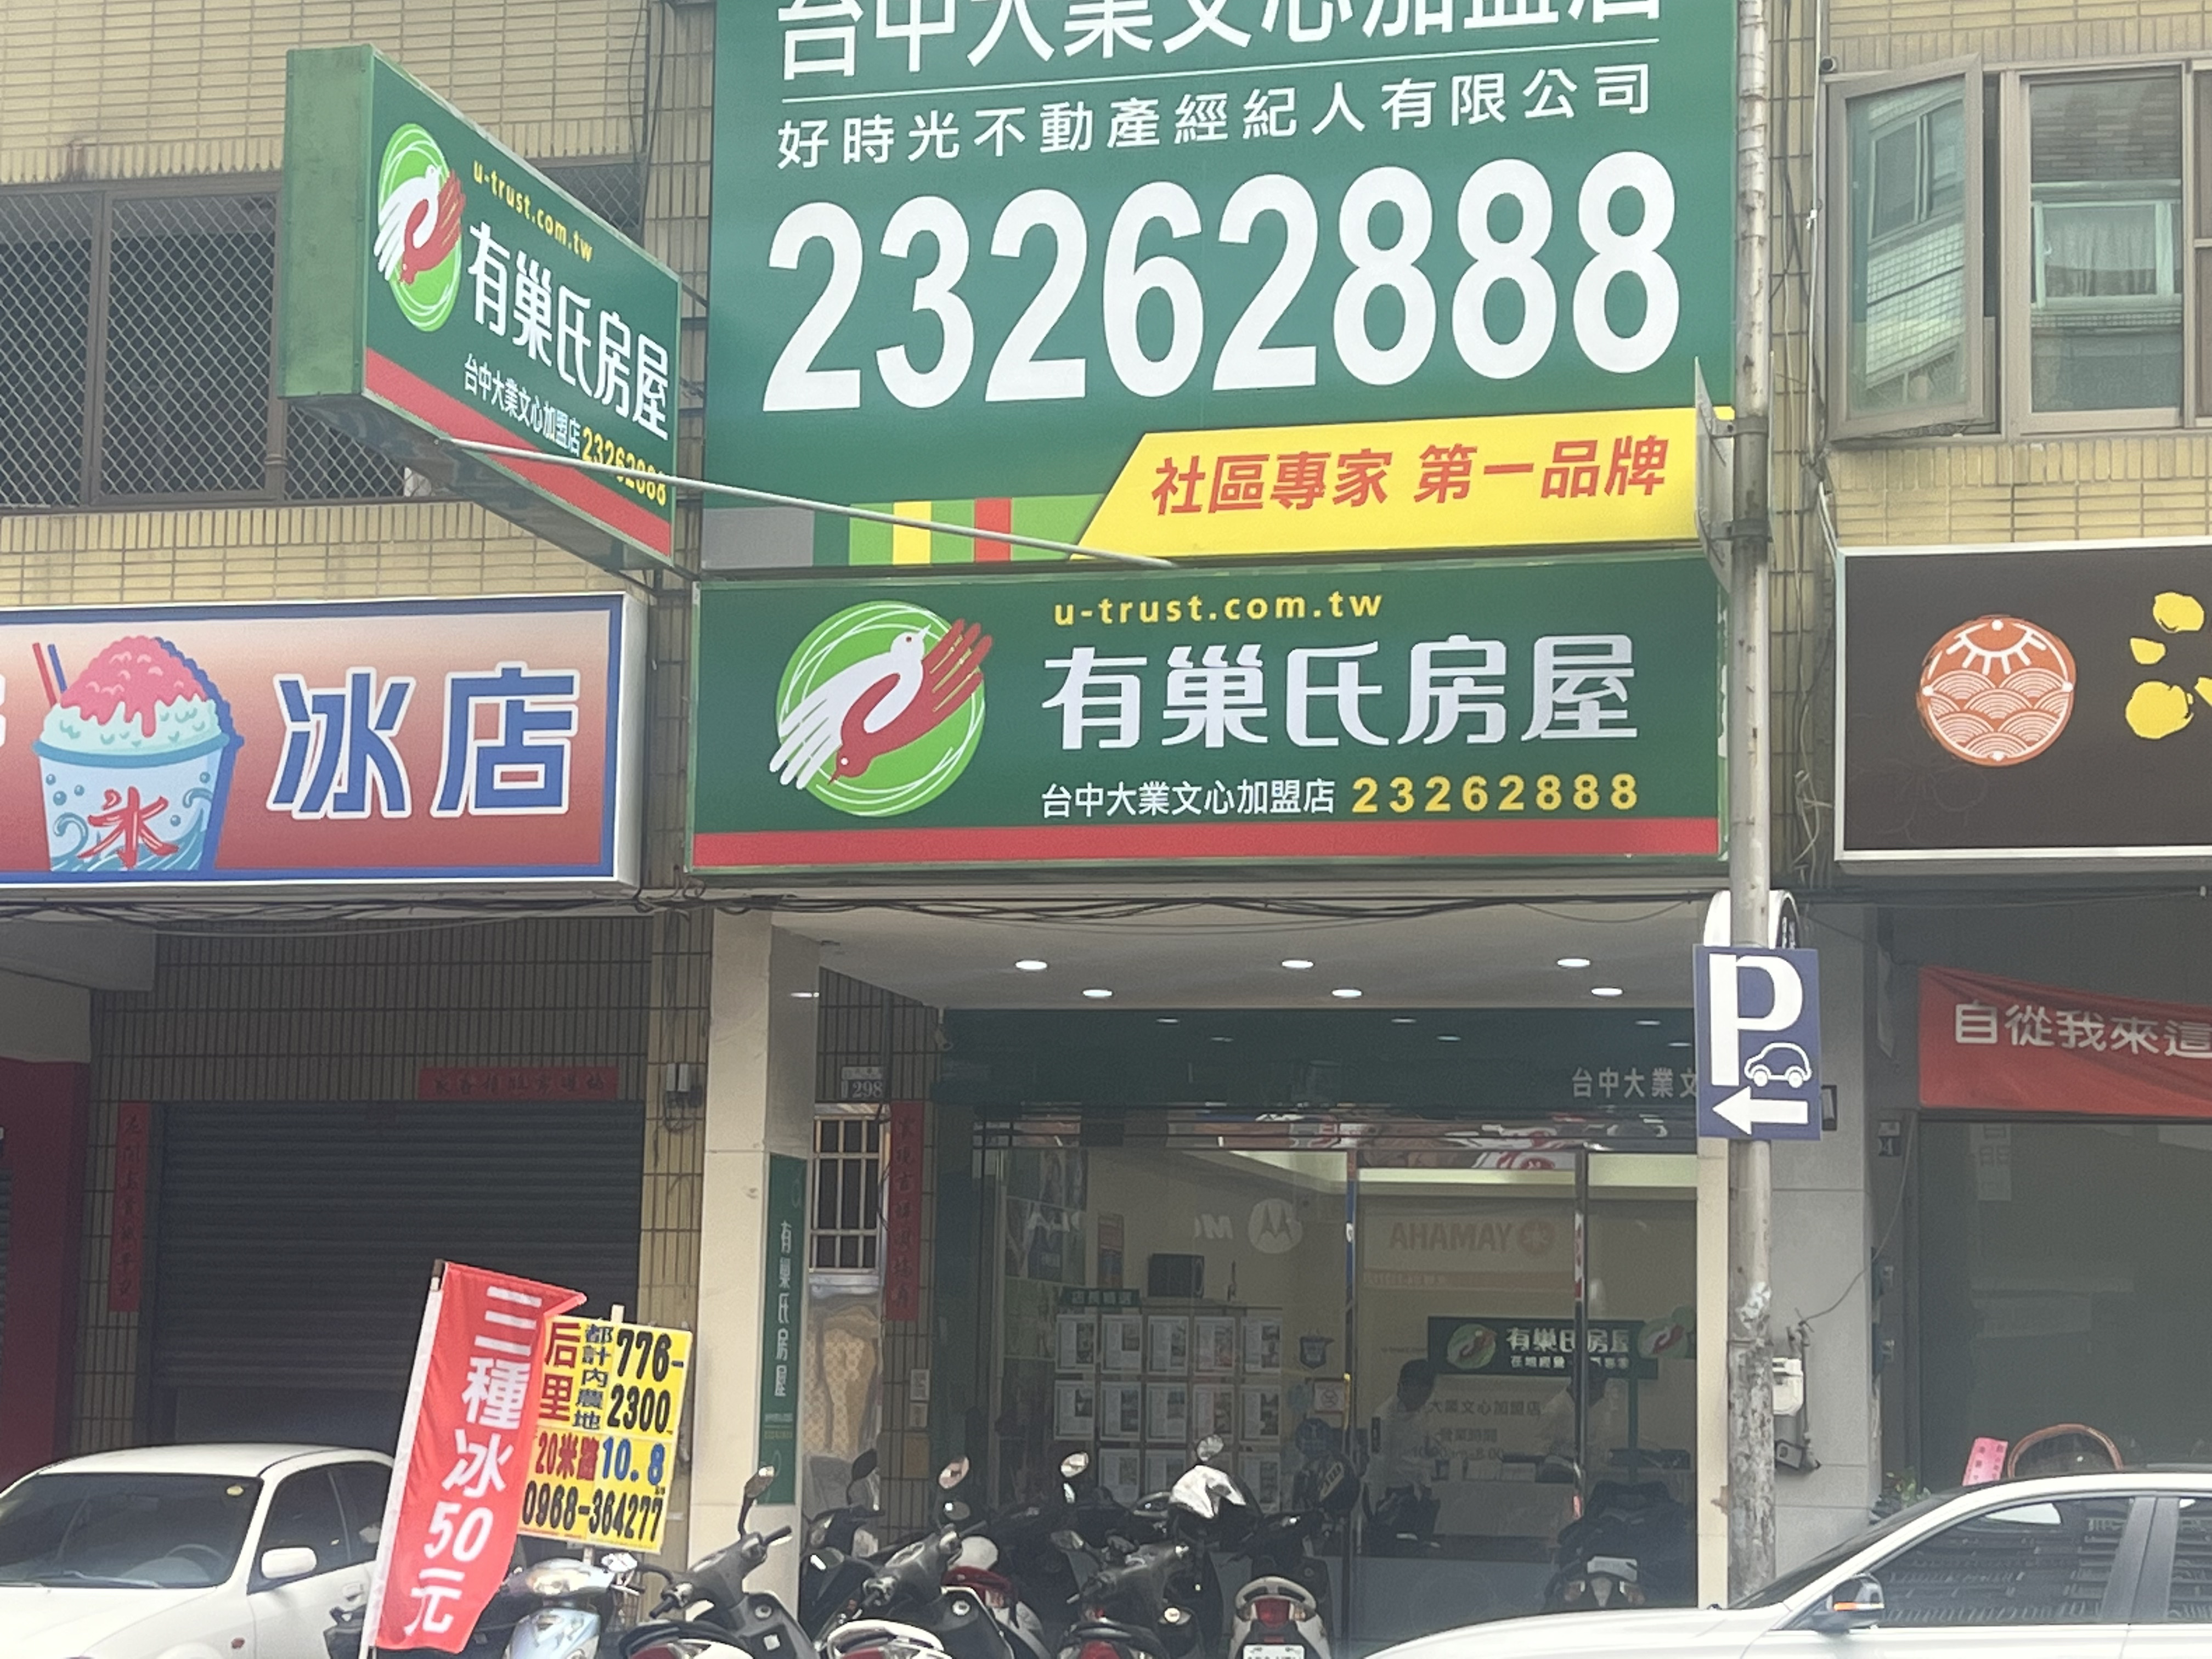 台中大業文心加盟店
好時光不動產經紀人有限公司
23262888
社區專家 第一品牌
u-trust.com.tw
有巢氏房屋
台中大業文心加盟店 23262888
u-trust.com.tw
有巢氏房屋
台中大業文心加盟店 23262888
冰
冰店
P
自從我來這
台中大業文
298
有巢氏房屋
YAMAHA
有巢氏房屋
三種冰50元
后里
都計內農地
776-
2300
20米路 10.8
0968-364277